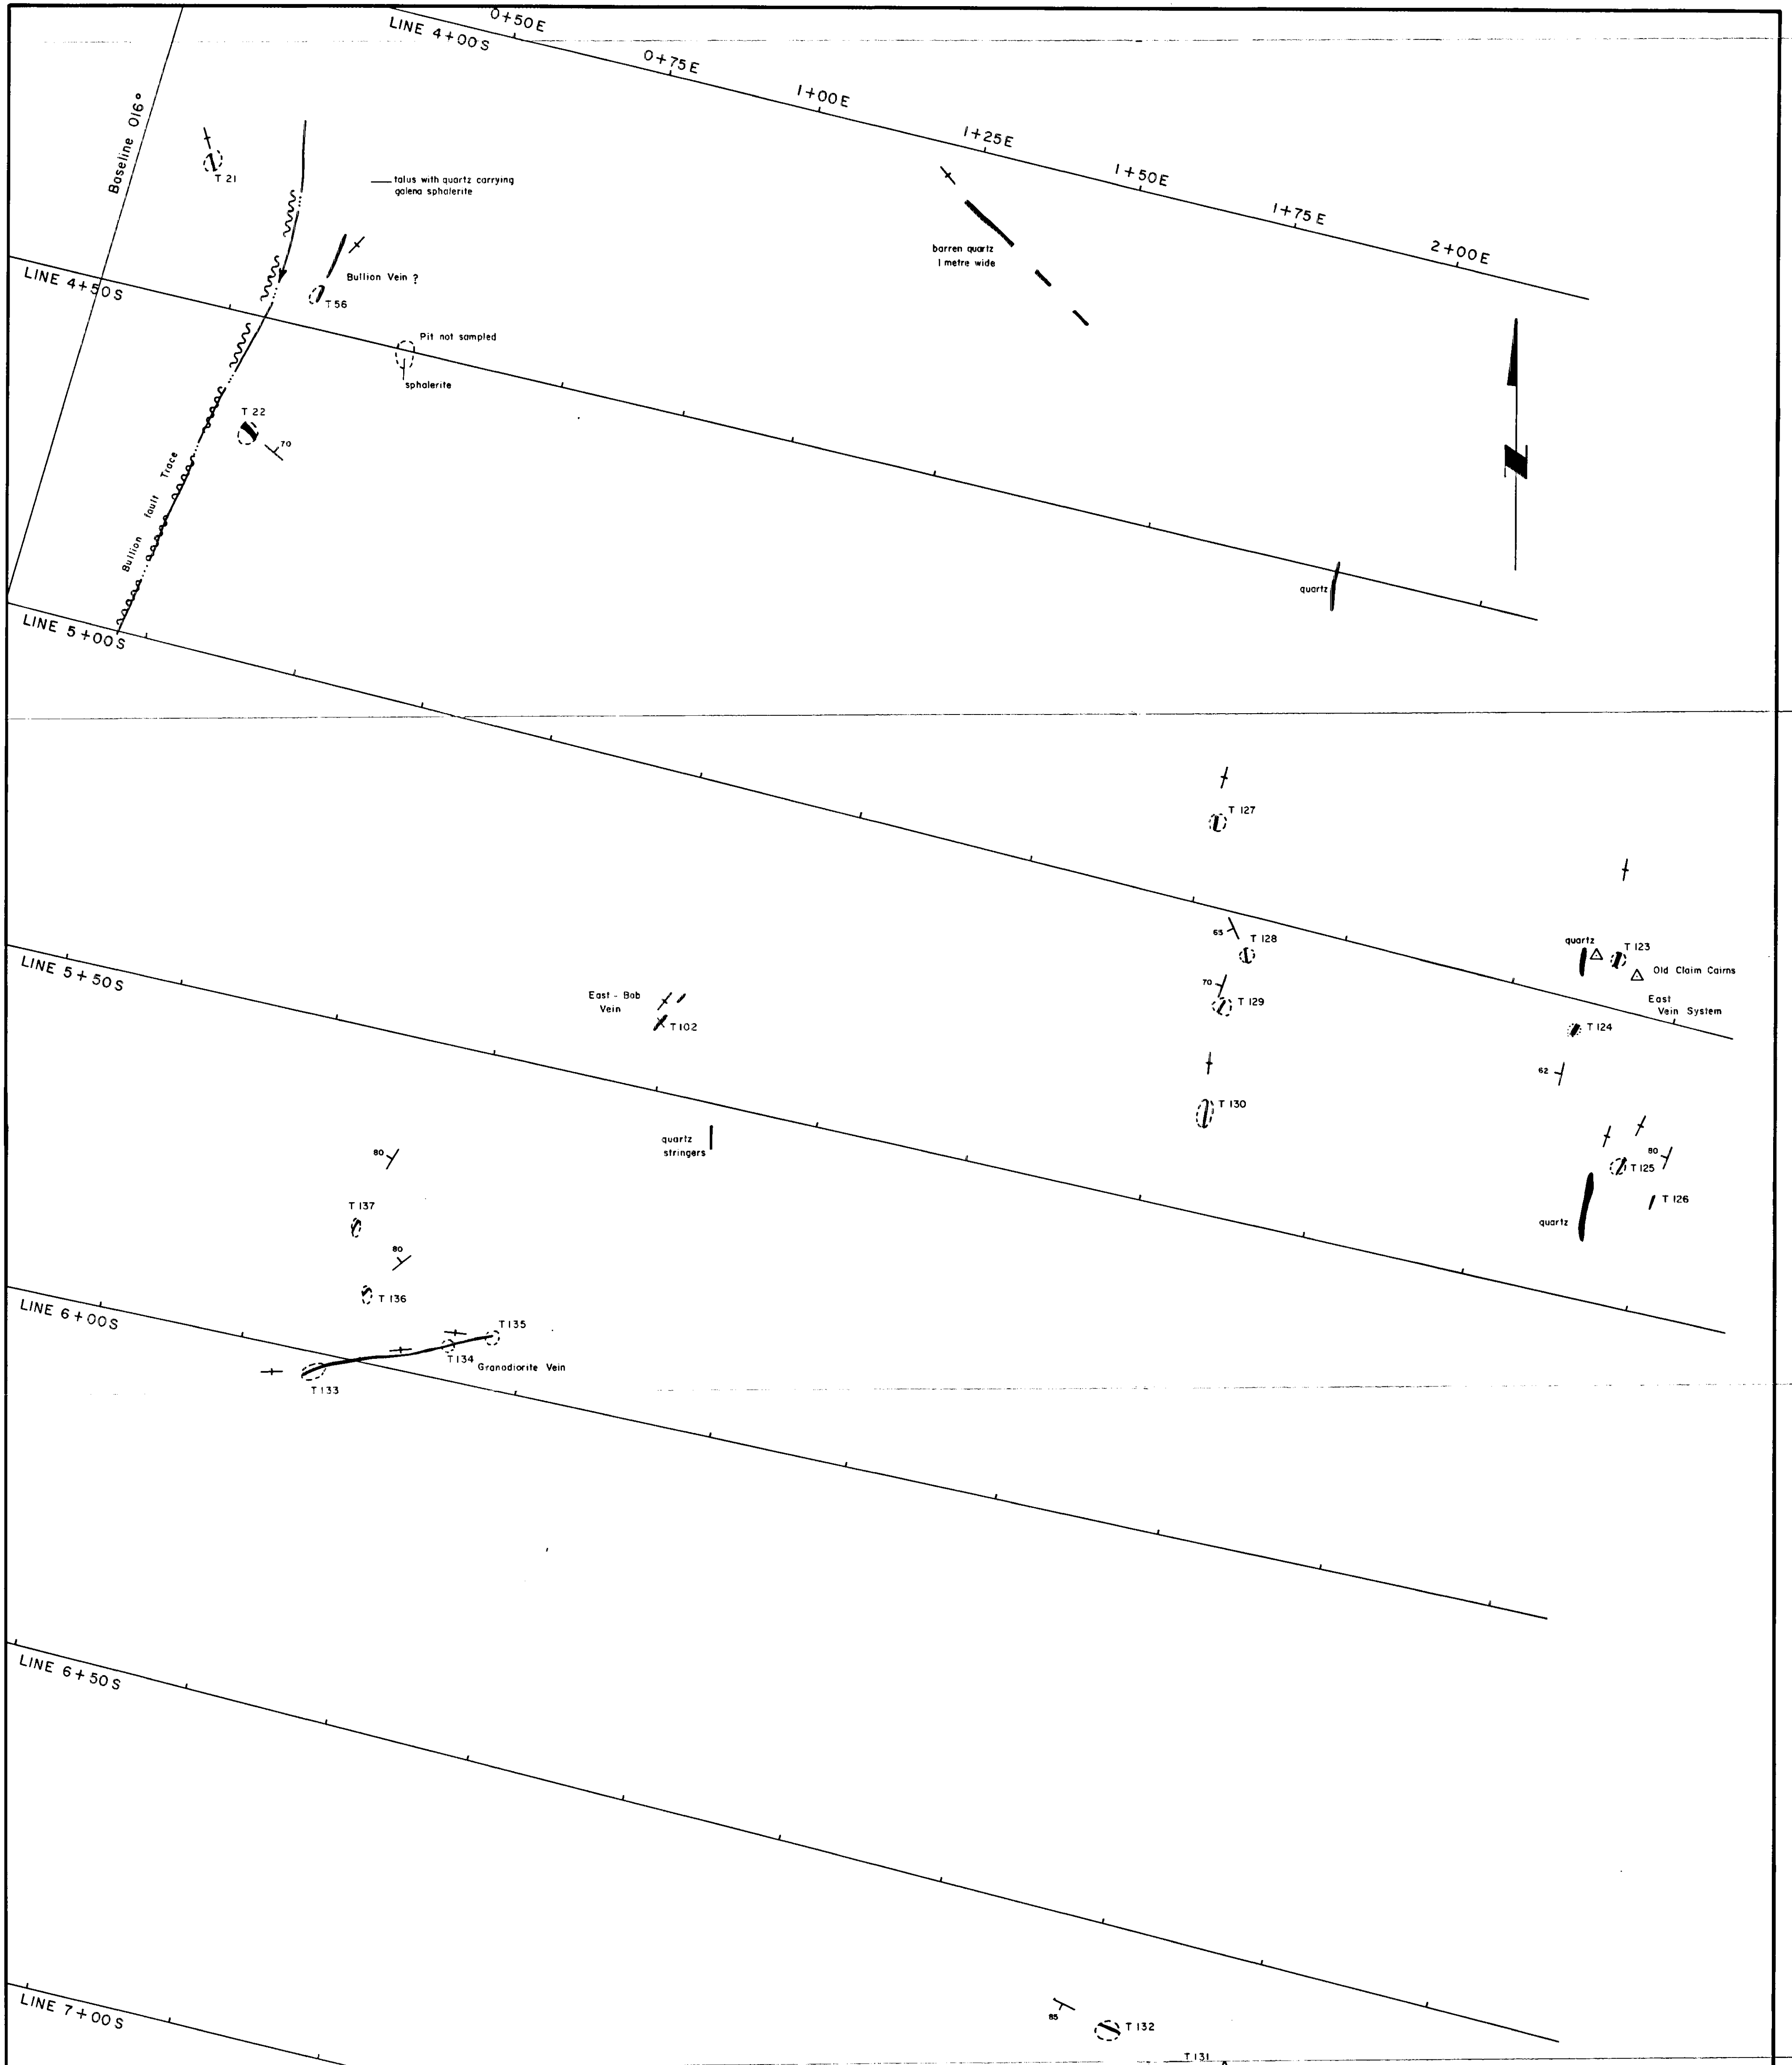 0+50E
LINE 4+00S
0+75E
1+00E
1+25E
1+50E
1+75E
2+00E
Baseline 016°
T 21
talus with quartz carrying
galena sphalerite
barren quartz
1 metre wide
LINE 4+50S
Bullion Vein ?
T 56
Pit not sampled
sphalerite
T 22
70
Bullion fault Trace
N
quartz
LINE 5+00S
T 127
T 128
quartz
T 123
Old Claim Cairns
East
Vein System
LINE 5+50S
East - Bob
Vein
T 102
70
T 129
T 124
62
T 130
quartz
stringers
80
80
T 125
T 126
quartz
T 137
80
T 136
LINE 6+00S
T 135
T 134
Granodiorite Vein
T 133
LINE 6+50S
LINE 7+00S
85
T 132
T 131